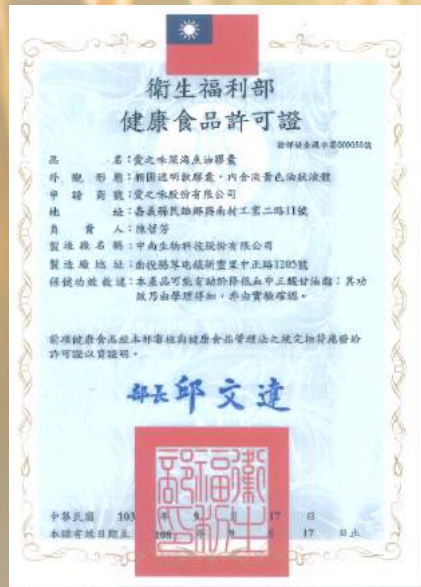 衛生福利部
健康食品許可證
衛部健食規字第000050號
品名：愛之味深海魚油膠囊
外觀形態：橢圓透明軟膠囊，內含淡黃色油狀液體
申請商號：愛之味股份有限公司
地址：嘉義縣民雄鄉興南村工業二路11號
負責人：陳哲芳
製造廠名稱：中南生物科技股份有限公司
製造廠地址：南投縣草屯鎮新豐里中正路1205號
保健功效敘述：本產品可能有助於降低血中三酸甘油酯；其功
效乃由學理得知，非由實驗確認。
前項健康食品經本部審核與健康食品管理法之規定相符應發給
許可證以資證明。
部長邱文達
衛生福利部印
中華民國 103 年 9 月 17 日
本證有效日期至 108 年 9 月 17 日止